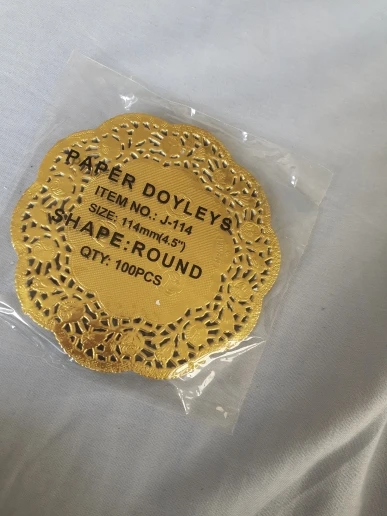 PAPER DOYLEYS
ITEM NO.: J-114
SIZE: 114mm(4.5")
SHAPE:ROUND
QTY: 100PCS